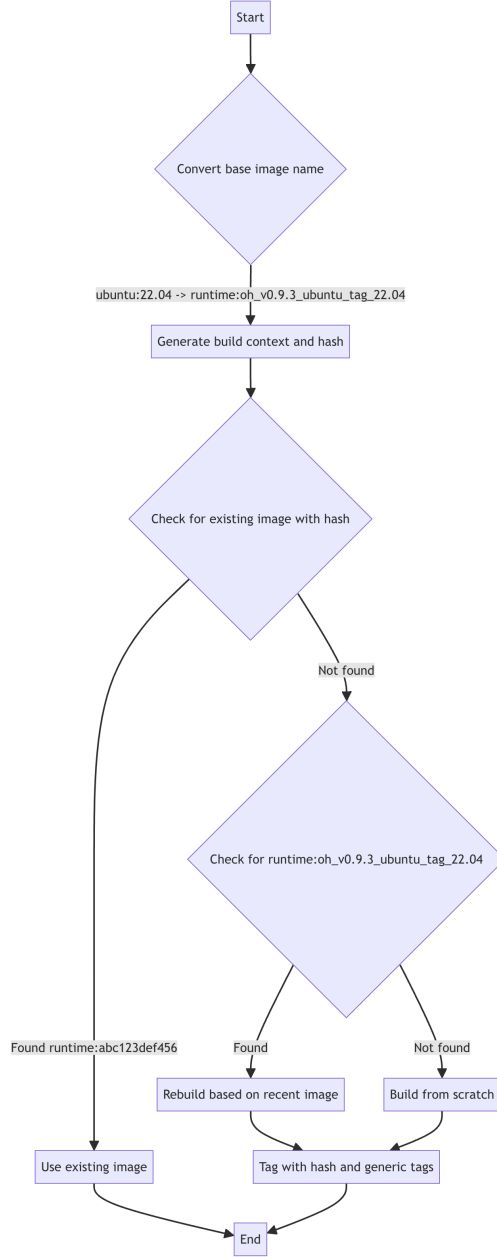 Start
Convert base image name
ubuntu:22.04 -> runtime:oh_v0.9.3_ubuntu_tag_22.04
Generate build context and hash
Check for existing image with hash
Not found
Check for runtime:oh_v0.9.3_ubuntu_tag_22.04
Found runtime:abc123def456
Found
Not found
Rebuild based on recent image
Build from scratch
Use existing image
Tag with hash and generic tags
End